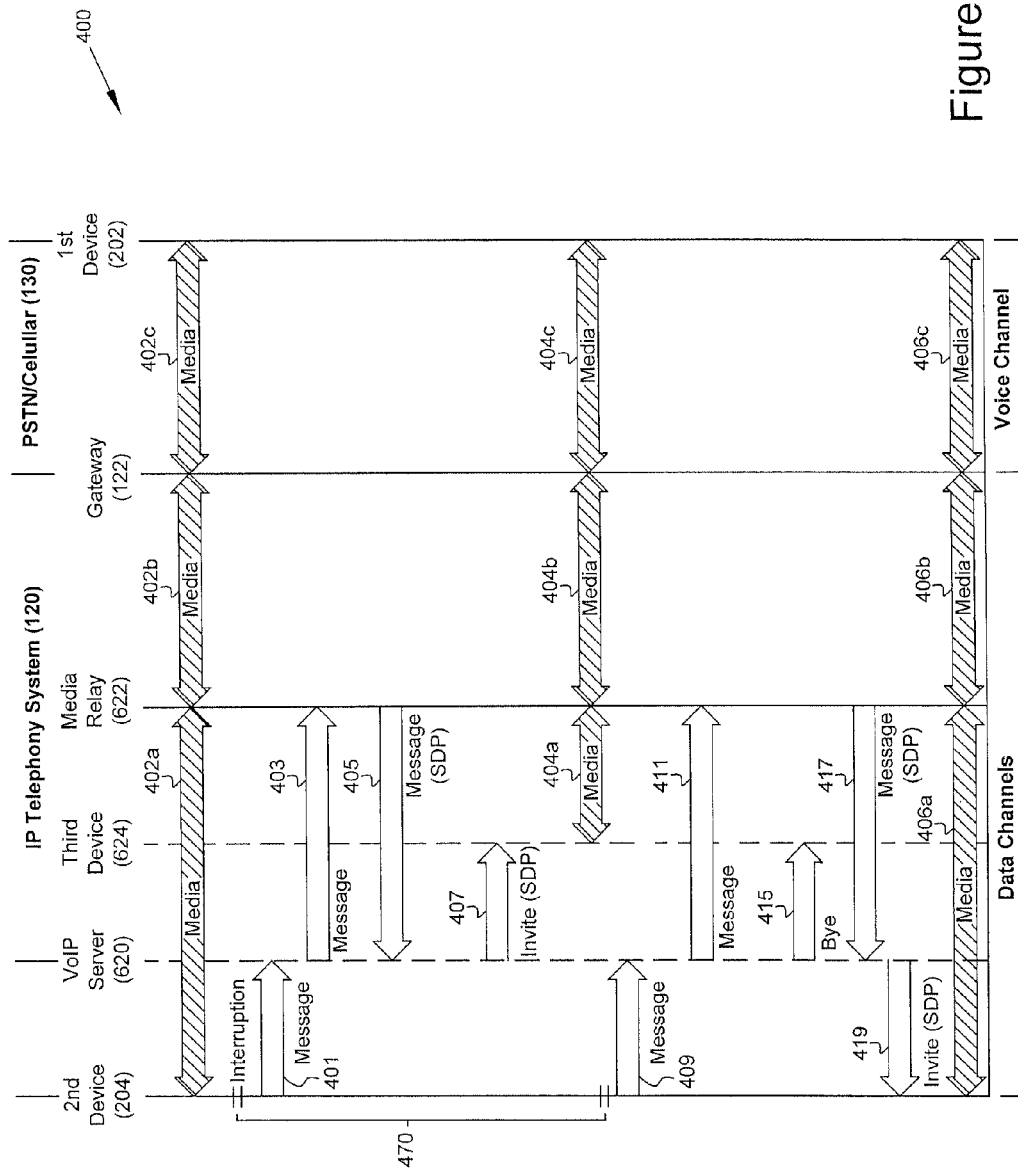 400
PSTN/Celullar (130)
IP Telephony System (120)
2nd
Device
(204)
VoIP
Server
(620)
Third
Device
(624)
Media
Relay
(622)
Gateway
(122)
1st
Device
(202)
402a
Media
402b
Media
402c
Media
Interruption
Message
401
403
Message
405
Message
(SDP)
407
Invite (SDP)
470
404a
Media
404b
Media
404c
Media
Message
409
411
Message
415
Bye
417
Message
(SDP)
419
Invite (SDP)
406a
Media
406b
Media
406c
Media
Data Channels
Voice Channel
Figure